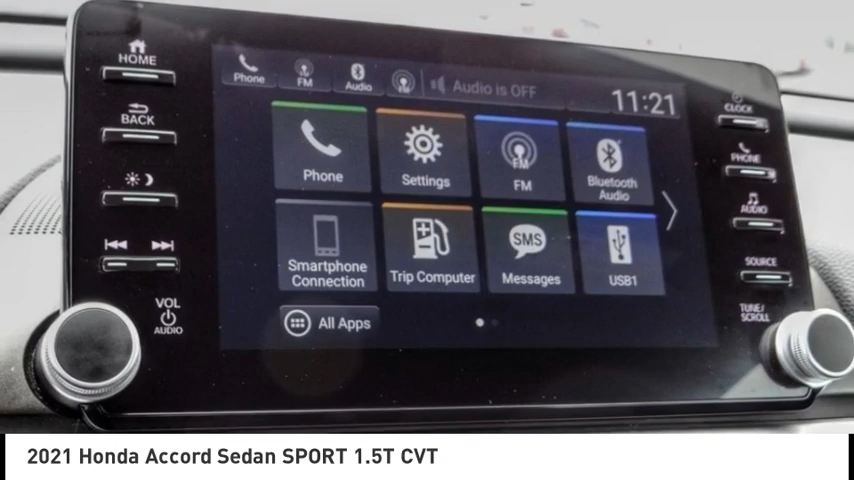 HOME
BACK
VOL
AUDIO
Phone
FM
Audio
Audio is OFF
11:21
Phone
Settings
FM
FM
Bluetooth
Audio
Smartphone
Connection
Trip Computer
SMS
Messages
USB1
All Apps
CLOCK
PHONE
AUDIO
SOURCE
TUNE/
SCROLL
2021 Honda Accord Sedan SPORT 1.5T CVT